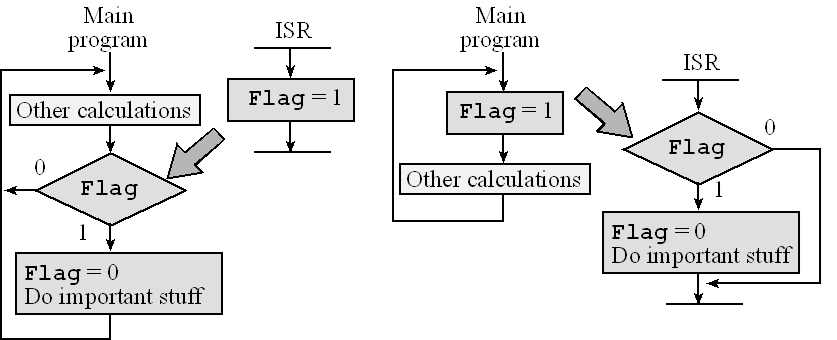 Main
program
Other calculations
0
Flag
1
Flag = 0
Do important stuff
ISR
Flag = 1
Main
program
Flag = 1
Other calculations
ISR
0
Flag
1
Flag = 0
Do important stuff